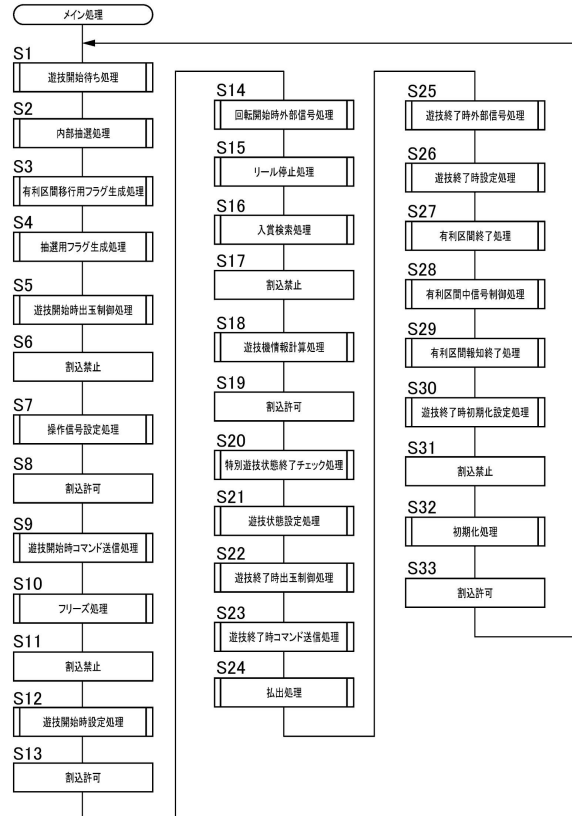 メイン処理
S1
遊技開始待ち処理
S2
内部抽選処理
S3
有利区間移行用フラグ生成処理
S4
抽選用フラグ生成処理
S5
遊技開始時出玉制御処理
S6
割込禁止
S7
操作信号設定処理
S8
割込許可
S9
遊技開始時コマンド送信処理
S10
フリーズ処理
S11
割込禁止
S12
遊技開始時設定処理
S13
割込許可
S14
回転開始時外部信号処理
S15
リール停止処理
S16
入賞検索処理
S17
割込禁止
S18
遊技機情報計算処理
S19
割込許可
S20
特別遊技状態終了チェック処理
S21
遊技状態設定処理
S22
遊技終了時出玉制御処理
S23
遊技終了時コマンド送信処理
S24
払出処理
S25
遊技終了時外部信号処理
S26
遊技終了時設定処理
S27
有利区間終了処理
S28
有利区間中信号制御処理
S29
有利区間報知終了処理
S30
遊技終了時初期化設定処理
S31
割込禁止
S32
初期化処理
S33
割込許可